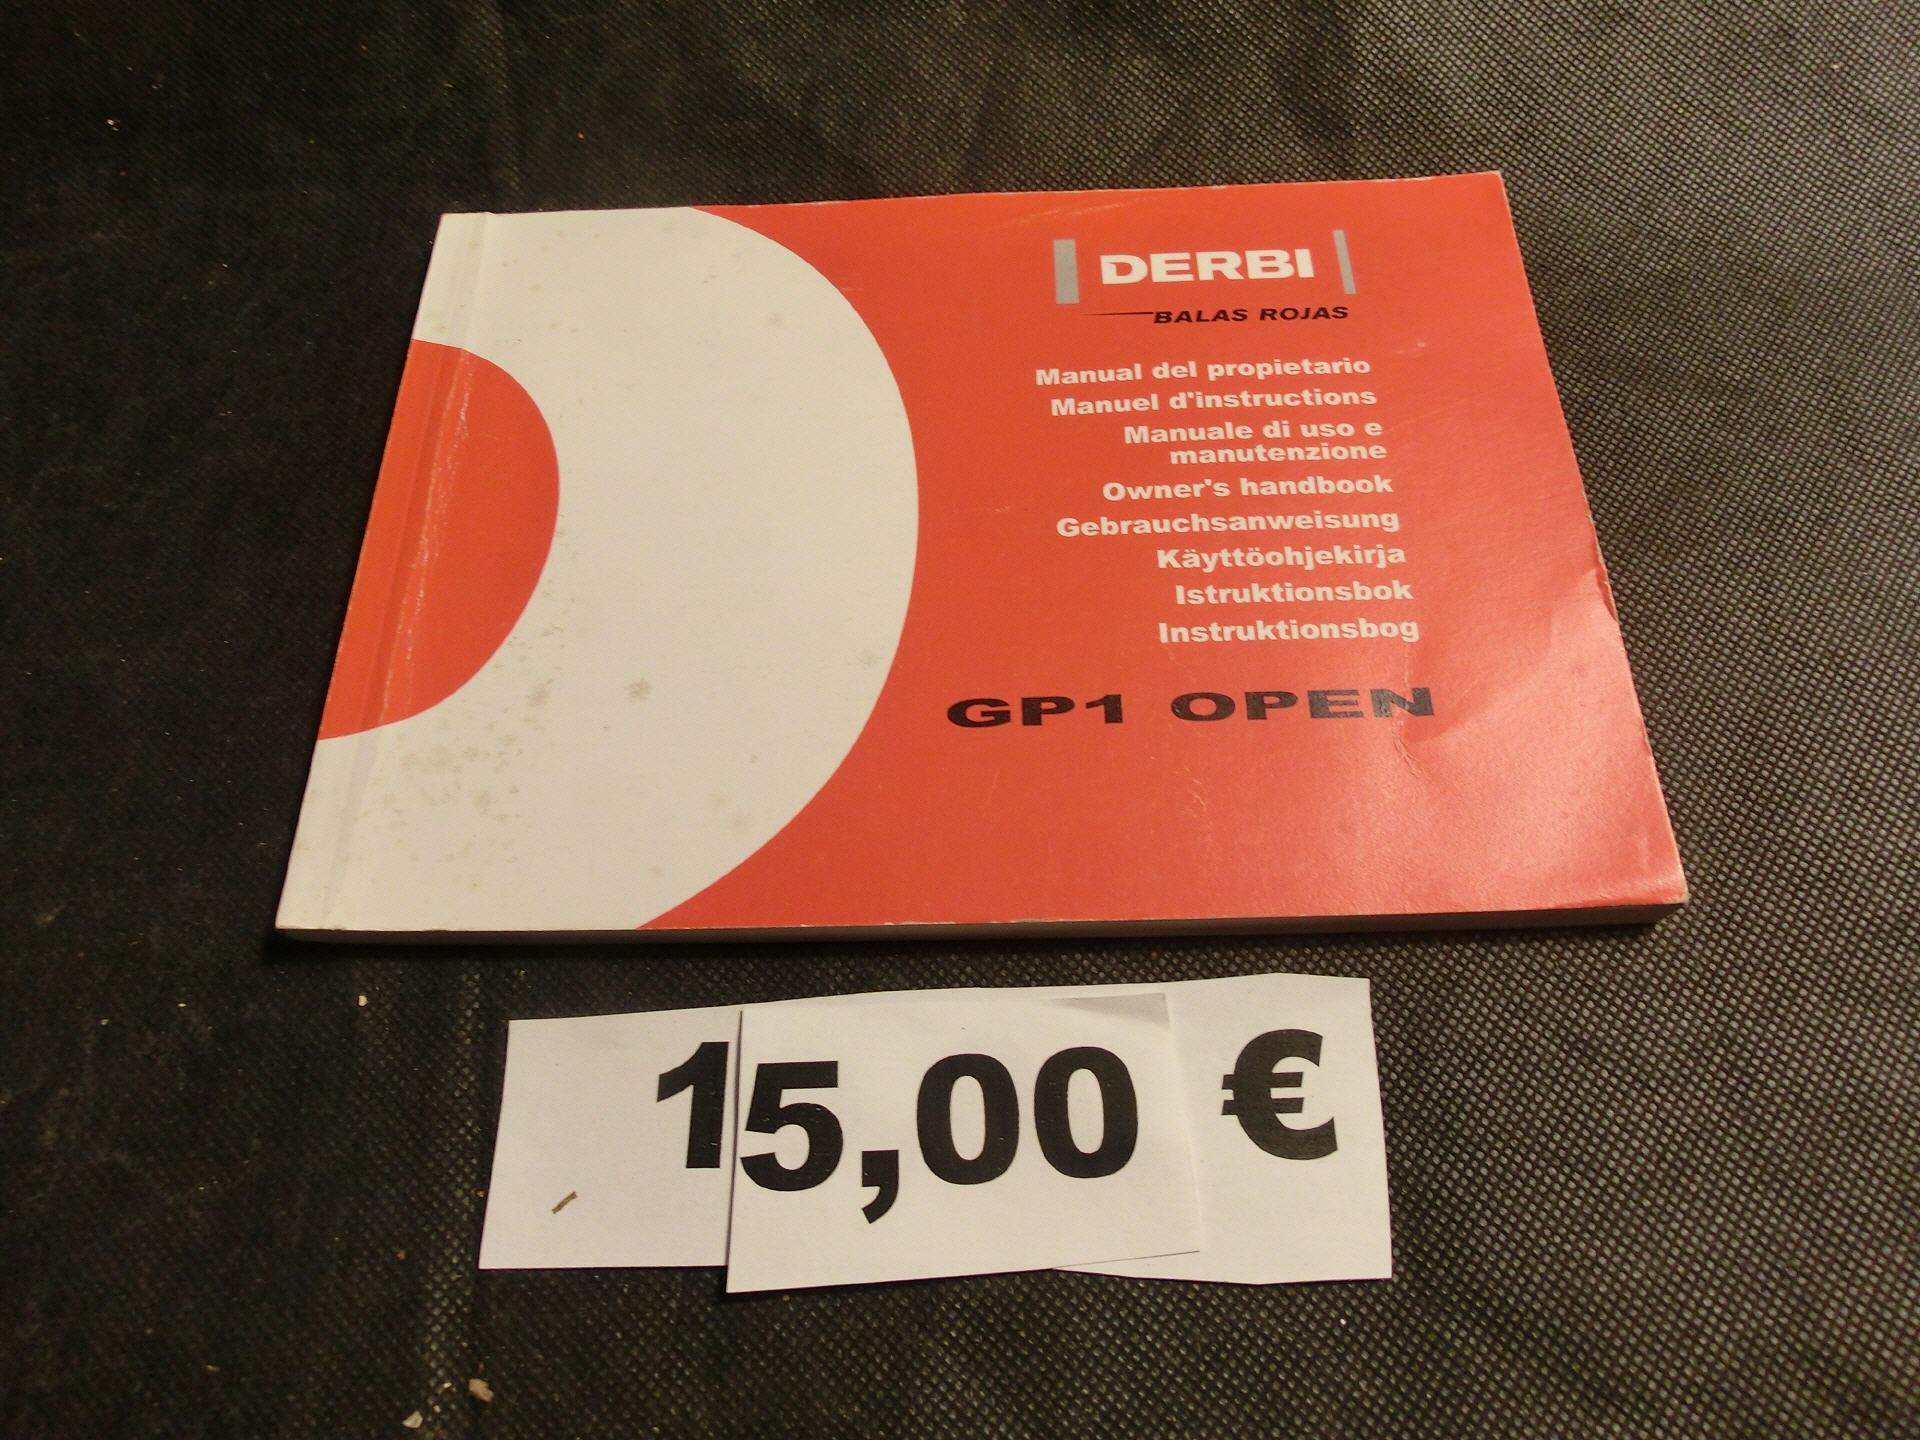 DERBI
BALAS ROJAS
Manual del propietario
Manuel d'instructions
Manuale di uso e
manutenzione
Owner's handbook
Gebrauchsanweisung
Käyttöohjekirja
Istruktionsbok
Instruktionsbog
GP1 OPEN
15,00 €